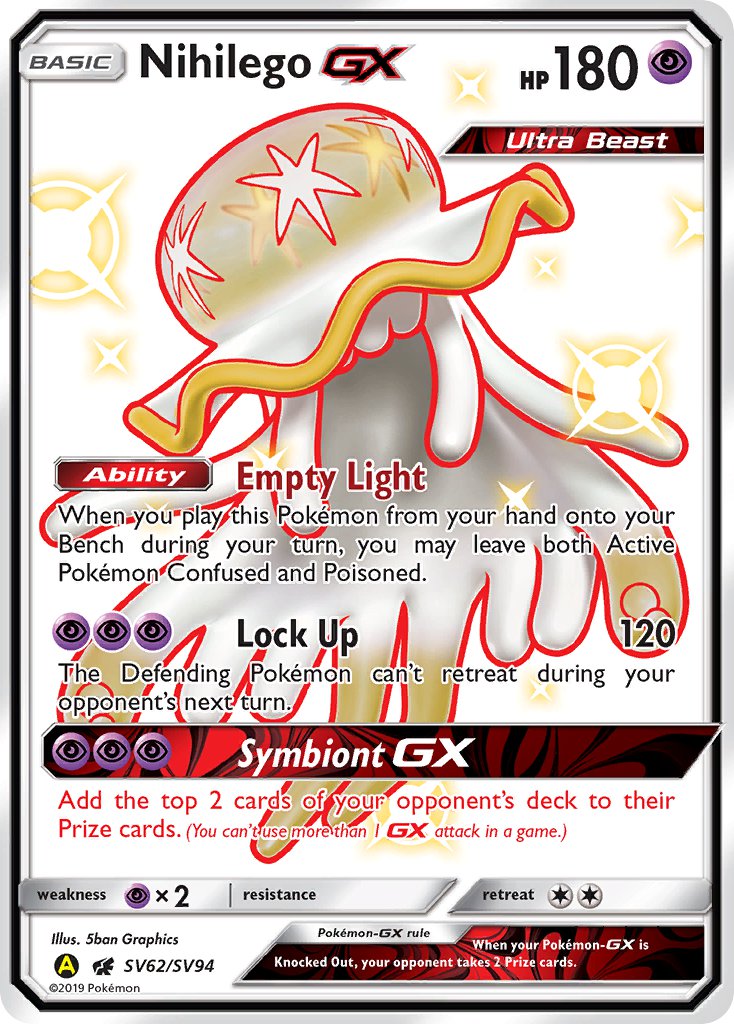 BASIC Nihilego GX HP 180
Ultra Beast
Ability Empty Light
When you play this Pokémon from your hand onto your
Bench during your turn, you may leave both Active
Pokémon Confused and Poisoned.
Lock Up 120
The Defending Pokémon can't retreat during your
opponent's next turn.
Symbiont GX
Add the top 2 cards of your opponent's deck to their
Prize cards. (You can't use more than 1 GX attack in a game.)
weakness ×2 resistance retreat
Illus. 5ban Graphics
A SV62/SV94
©2019 Pokémon
Pokémon-GX rule
When your Pokémon-GX is
Knocked Out, your opponent takes 2 Prize cards.